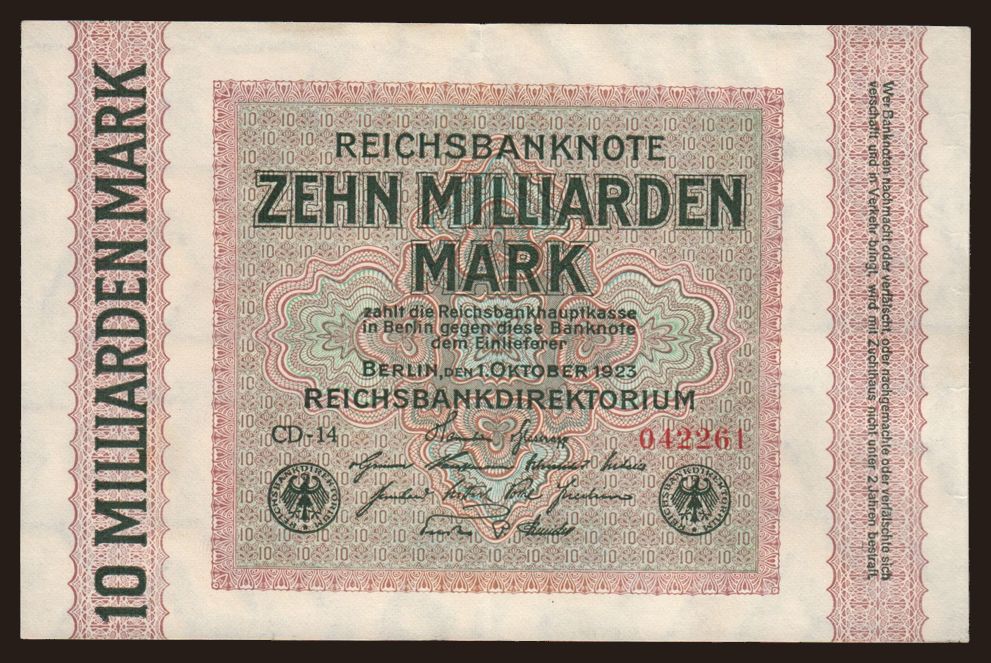 10 MILLIARDEN MARK
REICHSBANKNOTE
ZEHN MILLIARDEN
MARK
zahlt die Reichsbankhauptkasse
in Berlin gegen diese Banknote
dem Einlieferer
BERLIN, DEN 1. OKTOBER 1923
REICHSBANKDIREKTORIUM
CD-14
042261
REICHSBANKDIREKTORIUM
REICHSBANKDIREKTORIUM
Wer Banknoten nachmacht oder verfälscht, oder nachgemachte oder verfälschte sich
verschafft und in Verkehr bringt, wird mit Zuchthaus nicht unter 2 Jahren bestraft.